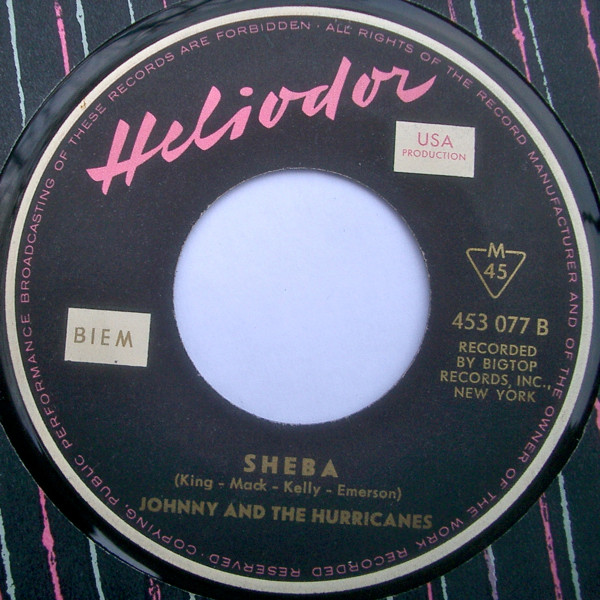 Heliodor
USA
PRODUCTION
M
45
453 077 B
RECORDED
BY BIGTOP
RECORDS, INC.,
NEW YORK
BIEM
SHEBA
(King - Mack - Kelly - Emerson)
JOHNNY AND THE HURRICANES
ALL RIGHTS OF THE RECORD MANUFACTURER AND OF THE OWNER OF THE WORK RECORDED RESERVED · COPYING, PUBLIC PERFORMANCE BROADCASTING OF THESE RECORDS ARE FORBIDDEN ·